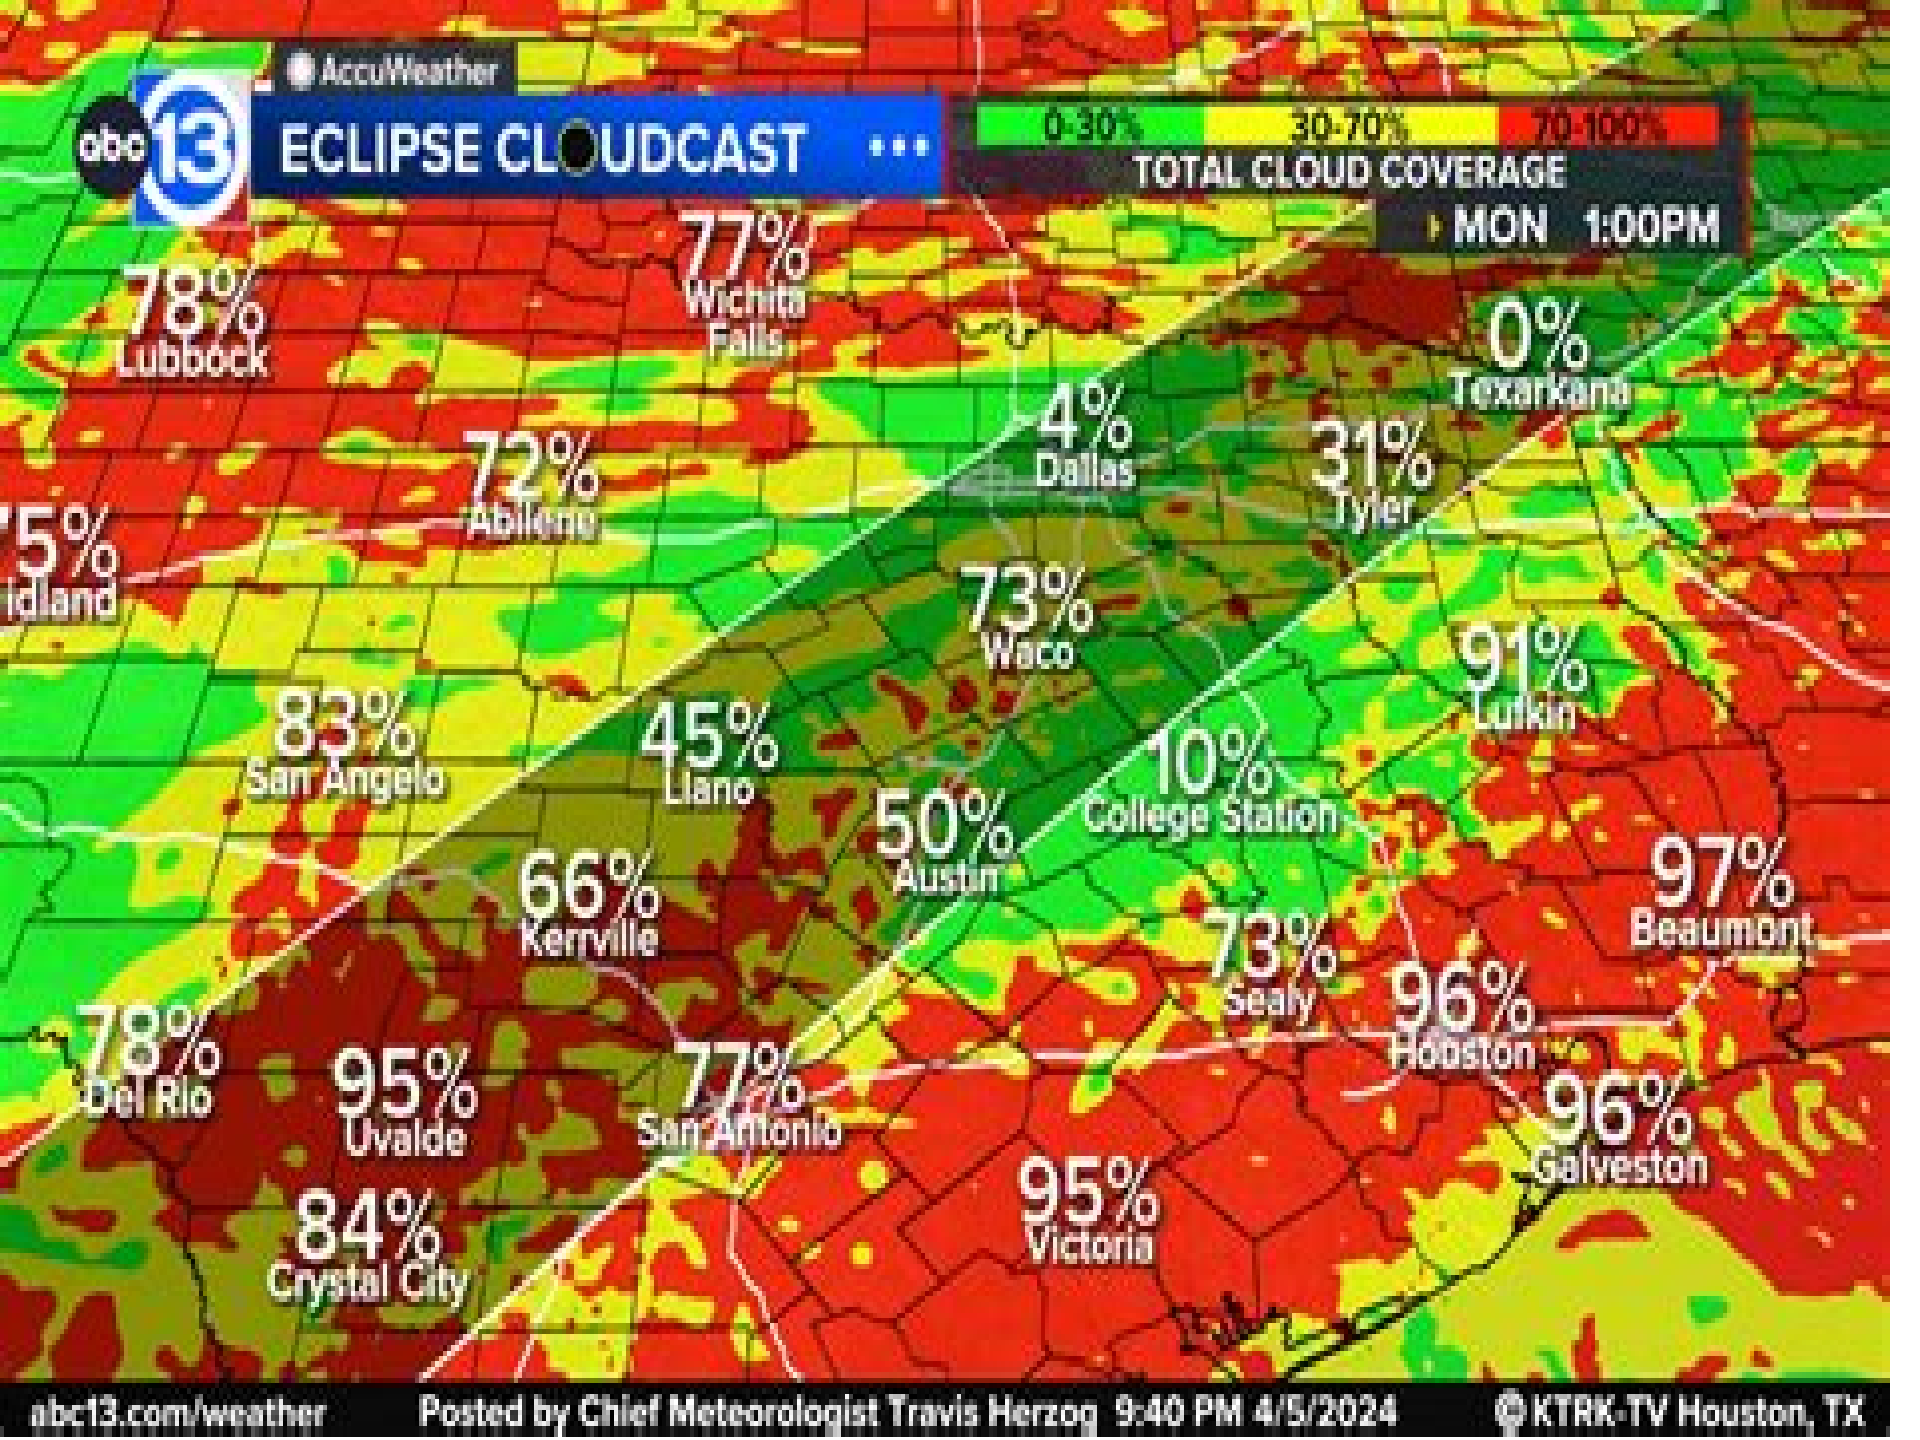 AccuWeather
abc
13
ECLIPSE CLOUDCAST
0-30%
30-70%
70-100%
TOTAL CLOUD COVERAGE
MON 1:00PM
77%
Wichita
Falls
78%
Lubbock
0%
Texarkana
4%
Dallas
31%
Tyler
72%
Abilene
75%
idland
73%
Waco
91%
Lufkin
83%
San Angelo
45%
Llano
10%
College Station
50%
Austin
66%
Kerrville
97%
Beaumont
73%
Sealy
96%
Houston
78%
Del Rio
95%
Uvalde
77%
San Antonio
96%
Galveston
84%
Crystal City
95%
Victoria
abc13.com/weather
Posted by Chief Meteorologist Travis Herzog 9:40 PM 4/5/2024
@KTRK-TV Houston, TX